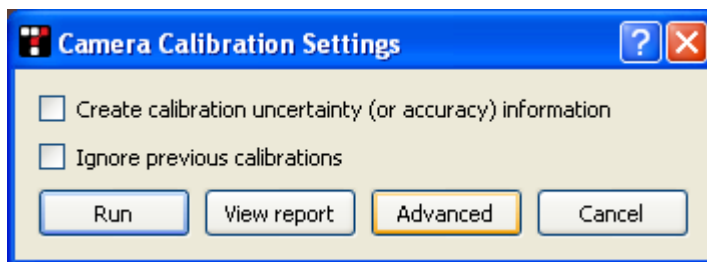 Camera Calibration Settings
Create calibration uncertainty (or accuracy) information
Ignore previous calibrations
Run View report Advanced Cancel